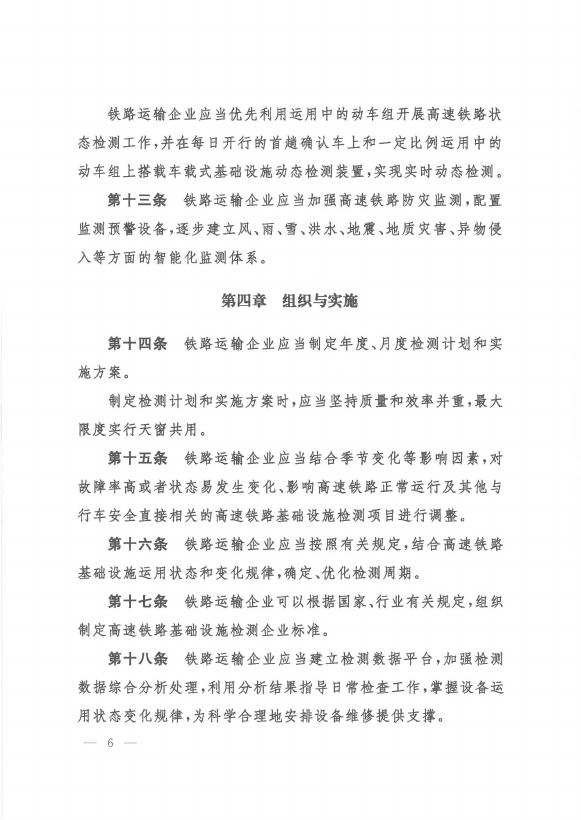 铁路运输企业应当优先利用运用中的动车组开展高速铁路状
态检测工作,并在每日开行的首趟确认车上和一定比例运用中的
动车组上搭载车载式基础设施动态检测装置,实现实时动态检测。
第十三条　铁路运输企业应当加强高速铁路防灾监测,配置
监测预警设备,逐步建立风、雨、雪、洪水、地震、地质灾害、异物侵
入等方面的智能化监测体系。
第四章　组织与实施
第十四条　铁路运输企业应当制定年度、月度检测计划和实
施方案。
制定检测计划和实施方案时,应当坚持质量和效率并重,最大
限度实行天窗共用。
第十五条　铁路运输企业应当结合季节变化等影响因素,对
故障率高或者状态易发生变化、影响高速铁路正常运行及其他与
行车安全直接相关的高速铁路基础设施检测项目进行调整。
第十六条　铁路运输企业应当按照有关规定,结合高速铁路
基础设施运用状态和变化规律,确定、优化检测周期。
第十七条　铁路运输企业可以根据国家、行业有关规定,组织
制定高速铁路基础设施检测企业标准。
第十八条　铁路运输企业应当建立检测数据平台,加强检测
数据综合分析处理,利用分析结果指导日常检查工作,掌握设备运
用状态变化规律,为科学合理地安排设备维修提供支撑。
— 6 —